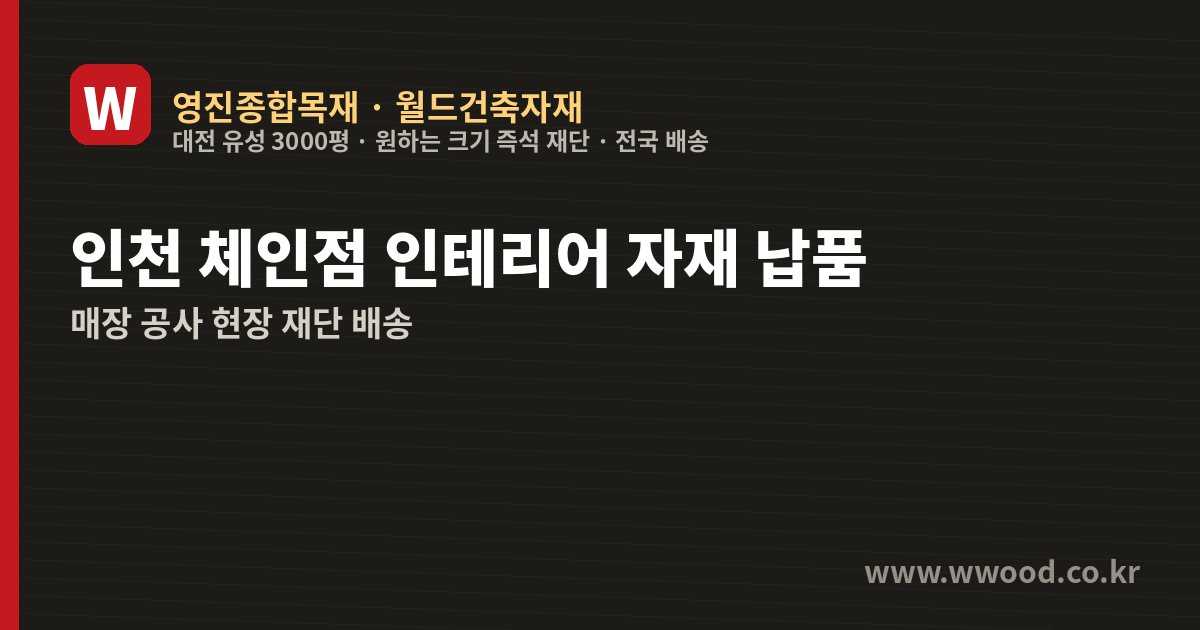 W
영진종합목재 · 월드건축자재
대전 유성 3000평 · 원하는 크기 즉석 재단 · 전국 배송
인천 체인점 인테리어 자재 납품
매장 공사 현장 재단 배송
www.wwood.co.kr